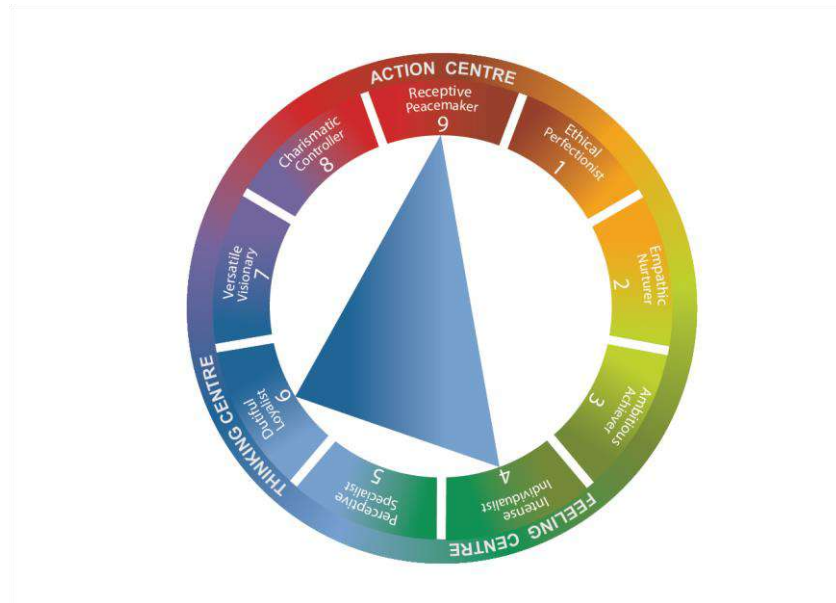 ACTION CENTRE
Receptive
Peacemaker
9
Ethical
Perfectionist
1
Empathic
Nurturer
2
Ambitious
Achiever
3
Intense
Individualist
4
FEELING CENTRE
Perceptive
Specialist
5
Dutiful
Loyalist
6
THINKING CENTRE
Versatile
Visionary
7
Charismatic
Controller
8